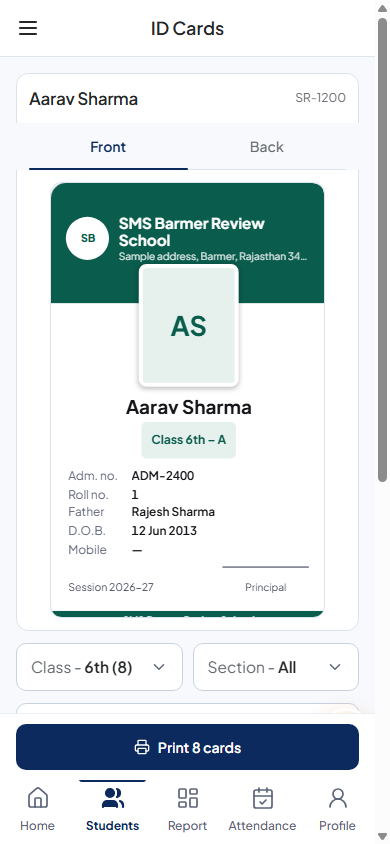 ID Cards
Aarav Sharma
SR-1200
Front
Back
SB
SMS Barmer Review
School
Sample address, Barmer, Rajasthan 34...
AS
Aarav Sharma
Class 6th – A
Adm. no. ADM-2400
Roll no. 1
Father Rajesh Sharma
D.O.B. 12 Jun 2013
Mobile —
Session 2026–27
Principal
Class - 6th (8)
Section - All
Print 8 cards
Home
Students
Report
Attendance
Profile